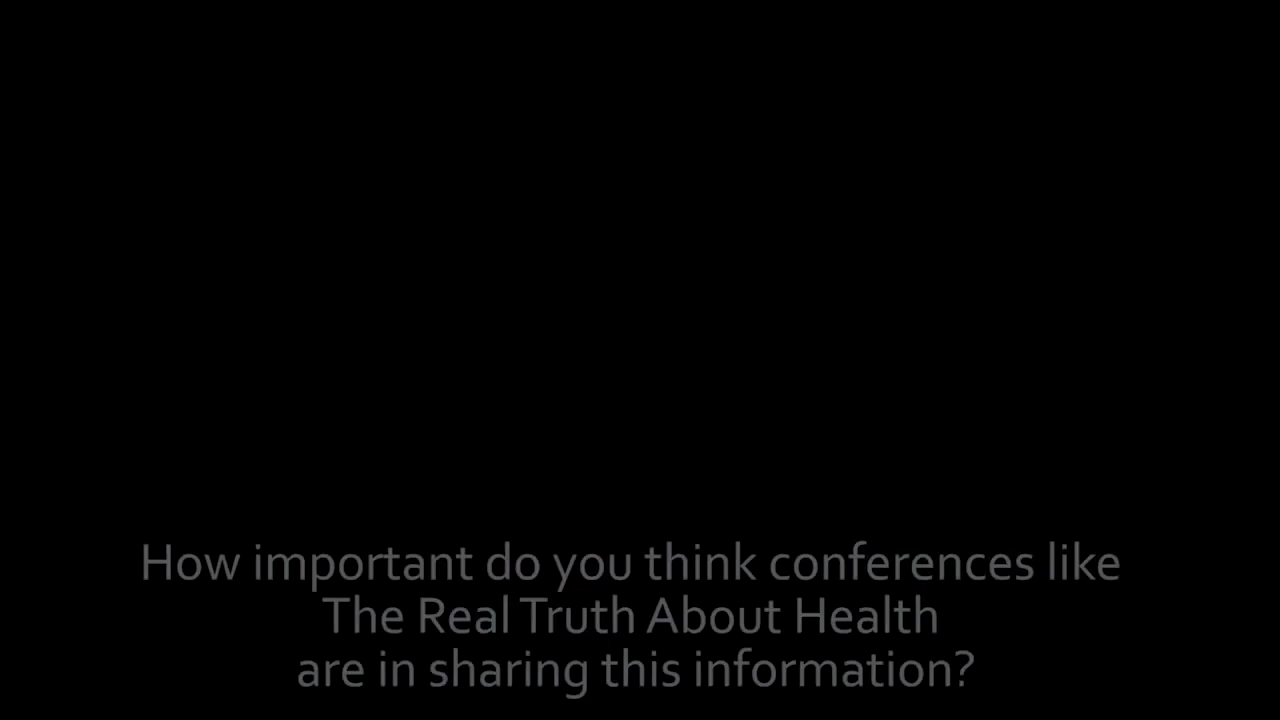 How important do you think conferences like
The Real Truth About Health
are in sharing this information?